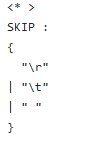 <* >
SKIP :
{
"\r"
| "\t"
| " "
}